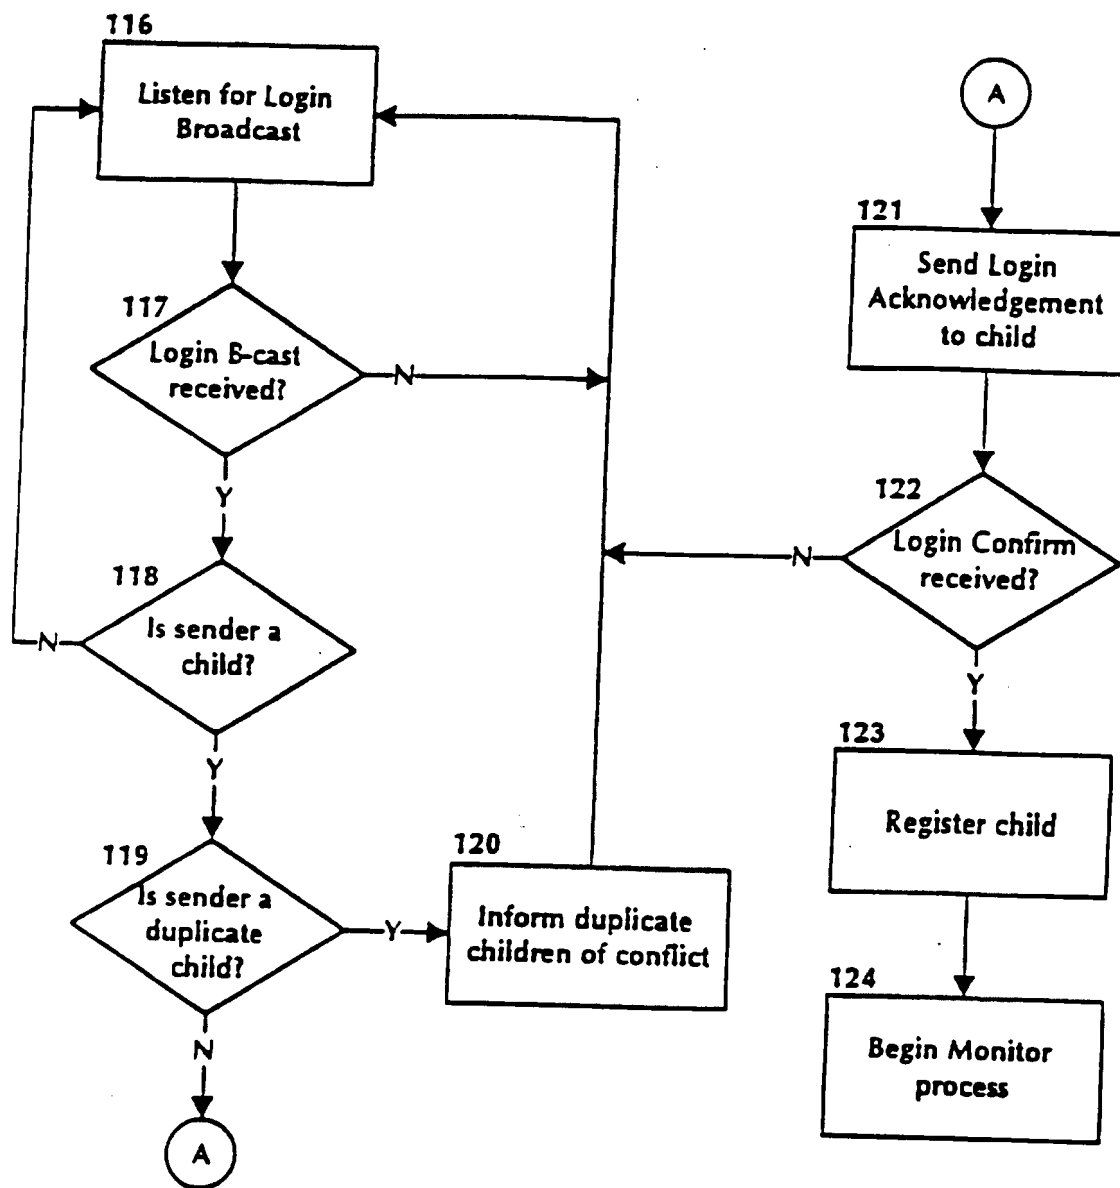 116
Listen for Login
Broadcast
117
Login B-cast
received?
N
Y
118
Is sender a
child?
N
Y
119
Is sender a
duplicate
child?
Y
120
Inform duplicate
children of conflict
N
A
A
121
Send Login
Acknowledgement
to child
122
Login Confirm
received?
N
Y
123
Register child
124
Begin Monitor
process